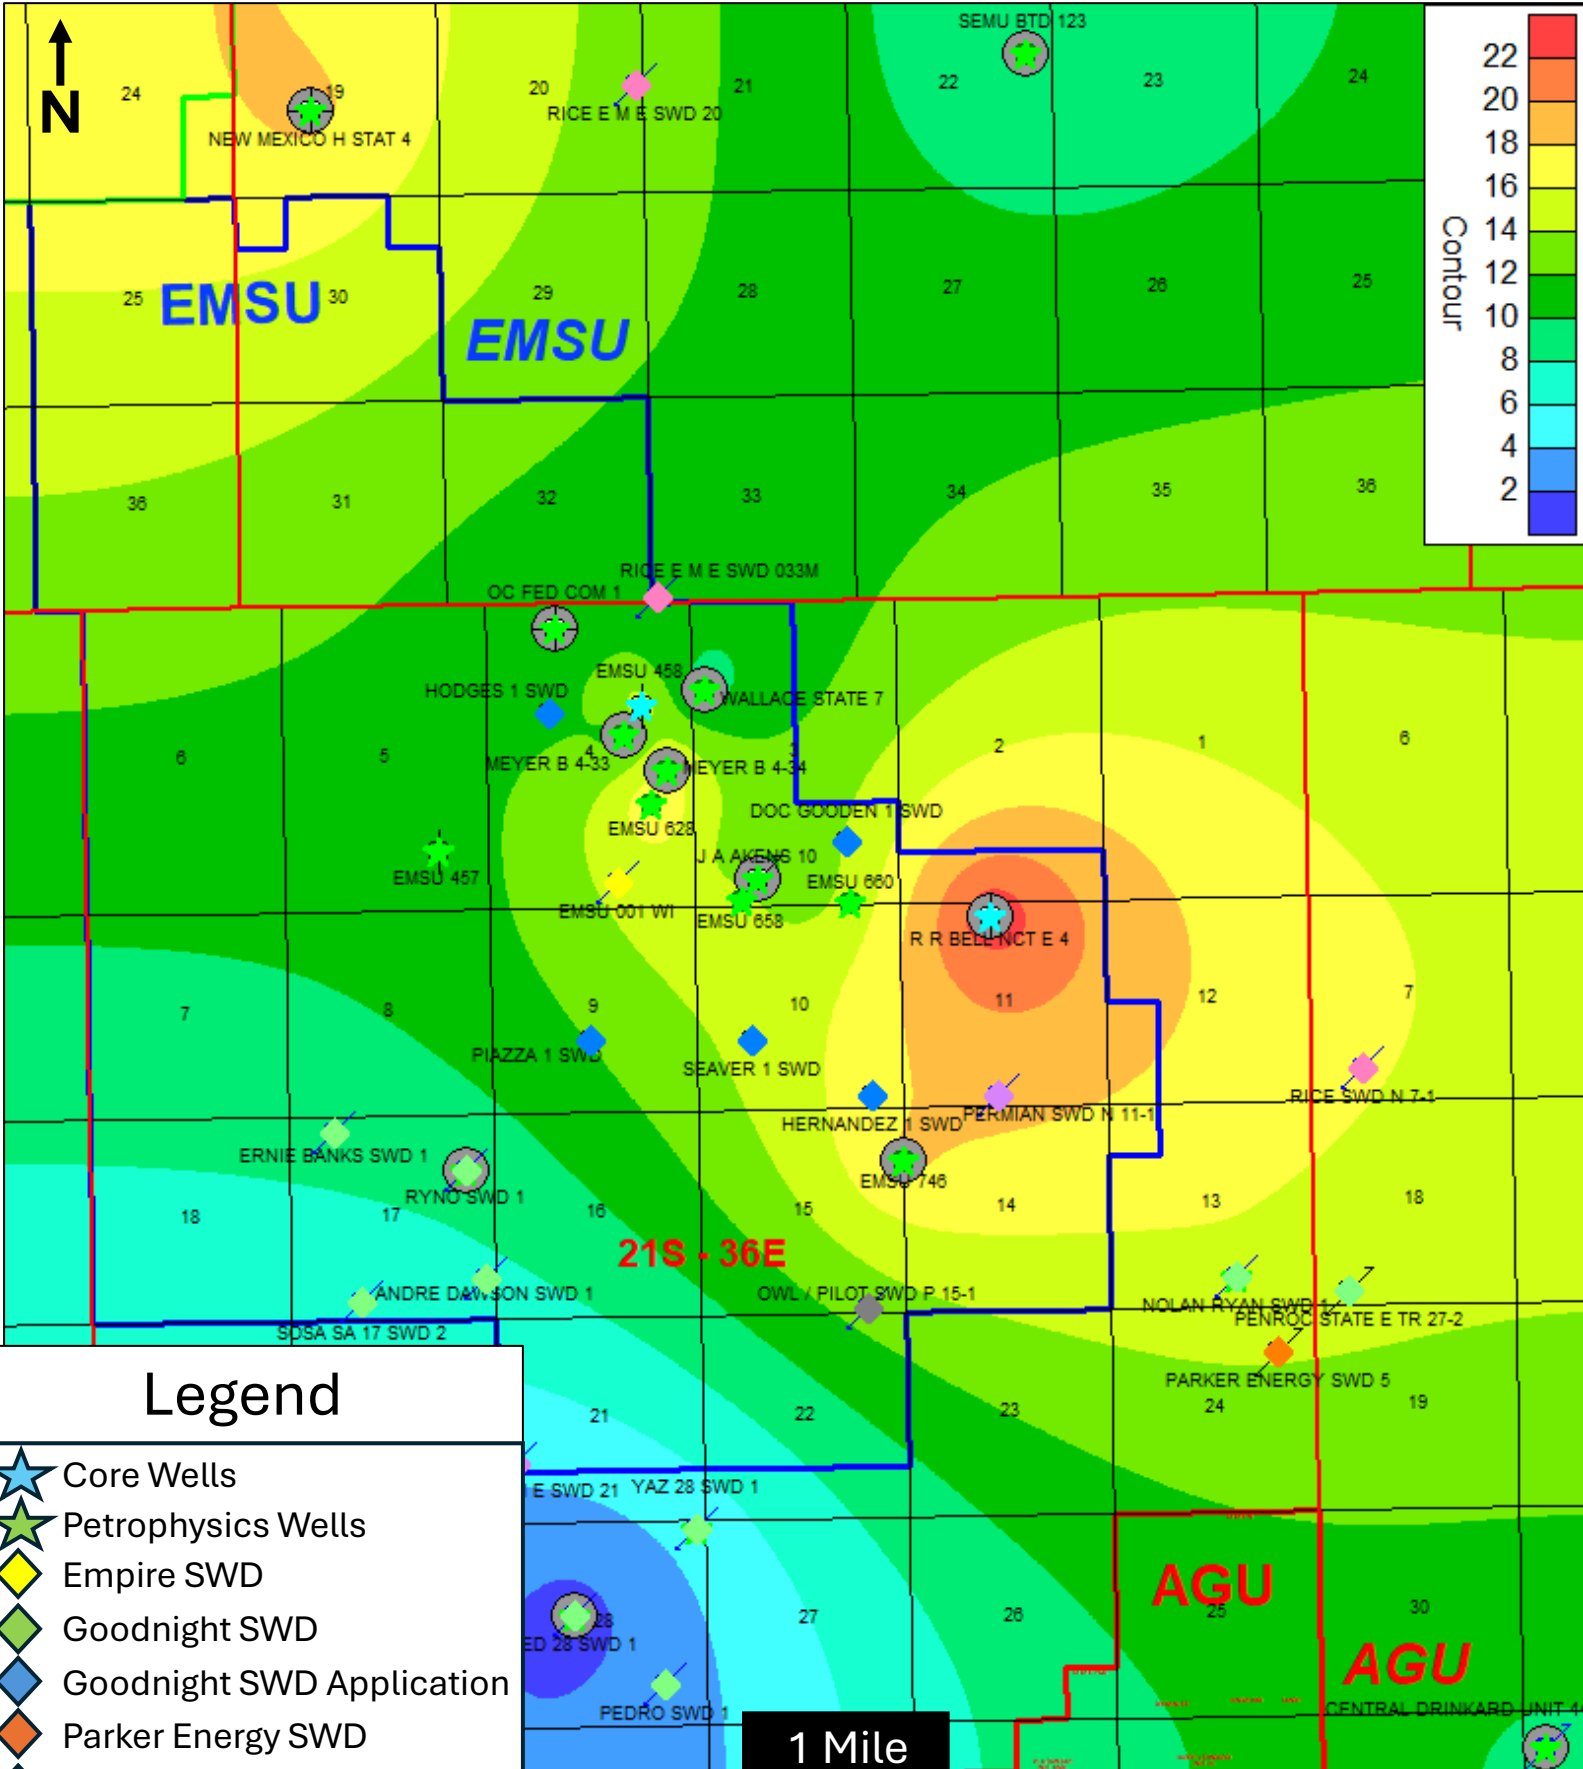 SEMU BTD 123
22
20
18
16
14
12
10
8
6
4
2
Contour
N
24
19
NEW MEXICO H STAT 4
20
RICE E M E SWD 20
21
22
23
24
25
EMSU
30
29
EMSU
28
27
26
25
36
31
32
33
34
35
36
RICE E M E SWD 033M
OC FED COM 1
EMSU 458
HODGES 1 SWD
WALLACE STATE 7
6
5
4
MEYER B 4-33
MEYER B 4-34
3
2
1
6
DOC GOODEN 1 SWD
EMSU 628
J A AKENS 10
EMSU 457
EMSU 660
EMSU 001 WI
EMSU 658
R R BELL NCT E 4
7
8
9
10
11
12
7
PIAZZA 1 SWD
SEAVER 1 SWD
RICE SWD N 7-1
HERNANDEZ 1 SWD
PERMIAN SWD N 11-1
ERNIE BANKS SWD 1
RYNO SWD 1
EMSU 746
18
17
16
15
14
13
18
21S - 36E
ANDRE DAWSON SWD 1
OWL / PILOT SWD P 15-1
NOLAN RYAN SWD 1
PENROC STATE E TR 27-2
SOSA SA 17 SWD 2
PARKER ENERGY SWD 5
21
22
23
24
19
E SWD 21
YAZ 28 SWD 1
28
ED 28 SWD 1
27
26
AGU
25
30
AGU
PEDRO SWD 1
CENTRAL DRINKARD UNIT 4
1 Mile
Legend
Core Wells
Petrophysics Wells
Empire SWD
Goodnight SWD
Goodnight SWD Application
Parker Energy SWD